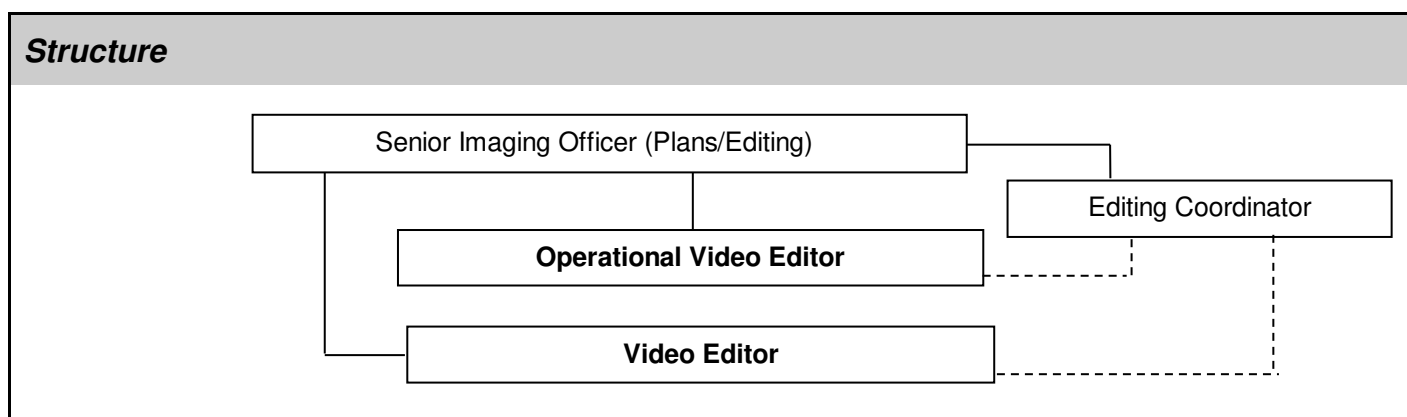 Structure
Senior Imaging Officer (Plans/Editing)
Editing Coordinator
Operational Video Editor
Video Editor